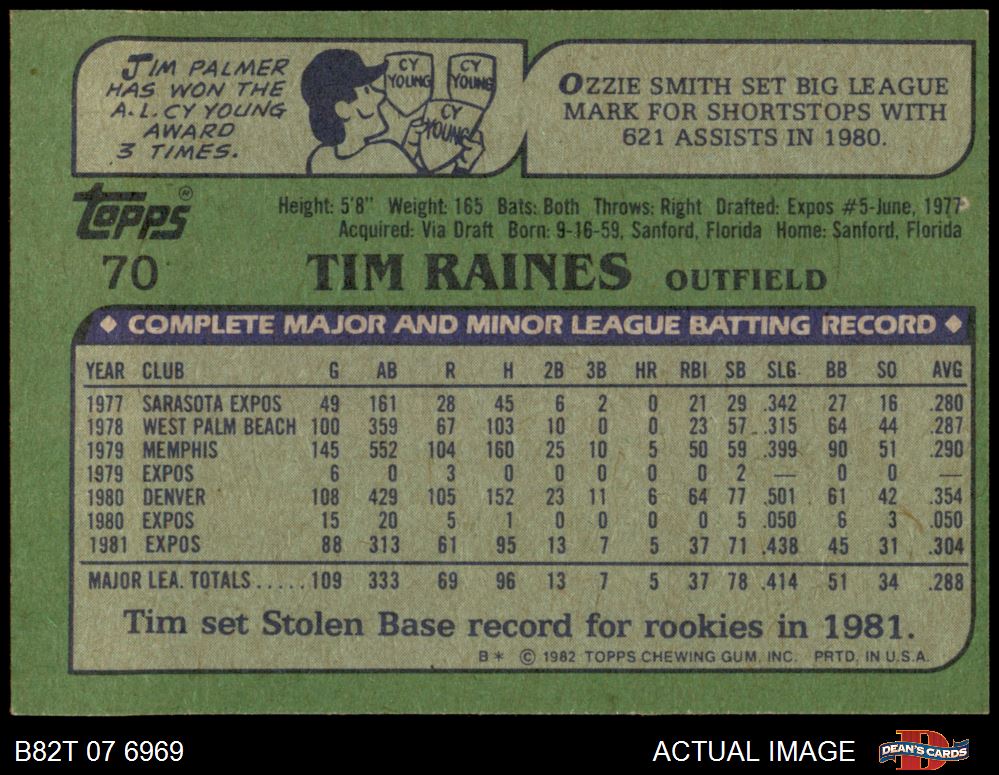 JIM PALMER
HAS WON THE
A.L. CY YOUNG
AWARD
3 TIMES.
CY
YOUNG
CY
YOUNG
CY
YOUNG
OZZIE SMITH SET BIG LEAGUE
MARK FOR SHORTSTOPS WITH
621 ASSISTS IN 1980.
Topps®
Height: 5'8" Weight: 165 Bats: Both Throws: Right Drafted: Expos #5-June, 1977
Acquired: Via Draft Born: 9-16-59, Sanford, Florida Home: Sanford, Florida
70 TIM RAINES OUTFIELD
◆ COMPLETE MAJOR AND MINOR LEAGUE BATTING RECORD ◆
YEAR CLUB G AB R H 2B 3B HR RBI SB SLG. BB SO AVG
1977 SARASOTA EXPOS 49 161 28 45 6 2 0 21 29 .342 27 16 .280
1978 WEST PALM BEACH 100 359 67 103 10 0 0 23 57 .315 64 44 .287
1979 MEMPHIS 145 552 104 160 25 10 5 50 59 .399 90 51 .290
1979 EXPOS 6 0 3 0 0 0 0 0 2 — 0 0 —
1980 DENVER 108 429 105 152 23 11 6 64 77 .501 61 42 .354
1980 EXPOS 15 20 5 1 0 0 0 0 5 .050 6 3 .050
1981 EXPOS 88 313 61 95 13 7 5 37 71 .438 45 31 .304
MAJOR LEA. TOTALS.....109 333 69 96 13 7 5 37 78 .414 51 34 .288
Tim set Stolen Base record for rookies in 1981.
B* © 1982 TOPPS CHEWING GUM, INC. PRTD. IN U.S.A.
B82T 07 6969 ACTUAL IMAGE D DEAN'S CARDS